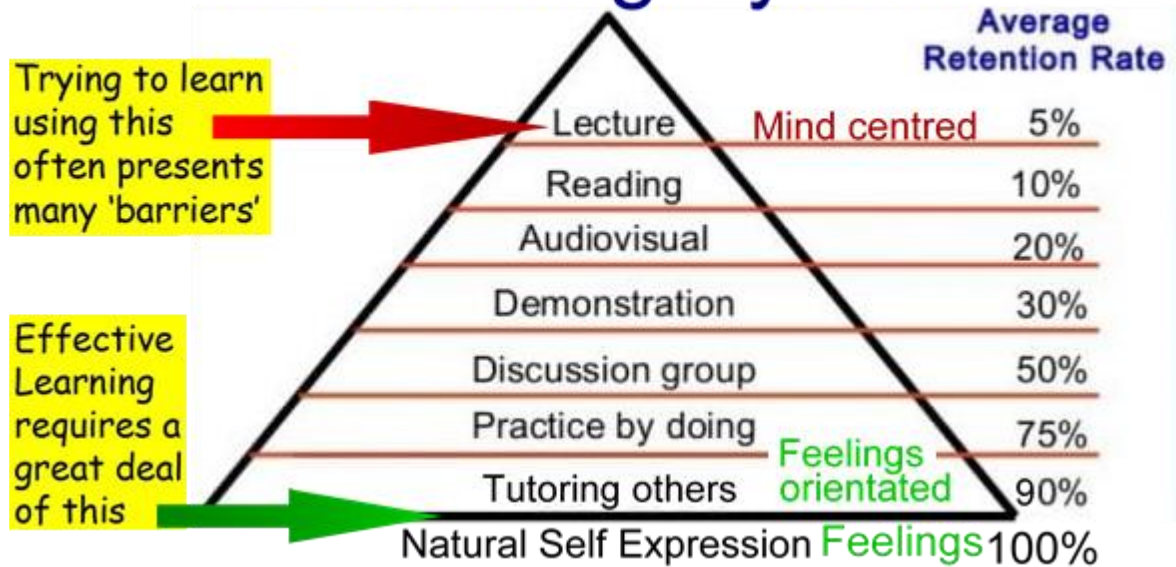 Average
Retention Rate
Trying to learn
using this
often presents
many 'barriers'
Lecture Mind centred 5%
Reading 10%
Audiovisual 20%
Demonstration 30%
Effective
Learning
requires a
great deal
of this
Discussion group 50%
Practice by doing 75%
Feelings
orientated
Tutoring others 90%
Natural Self Expression Feelings 100%